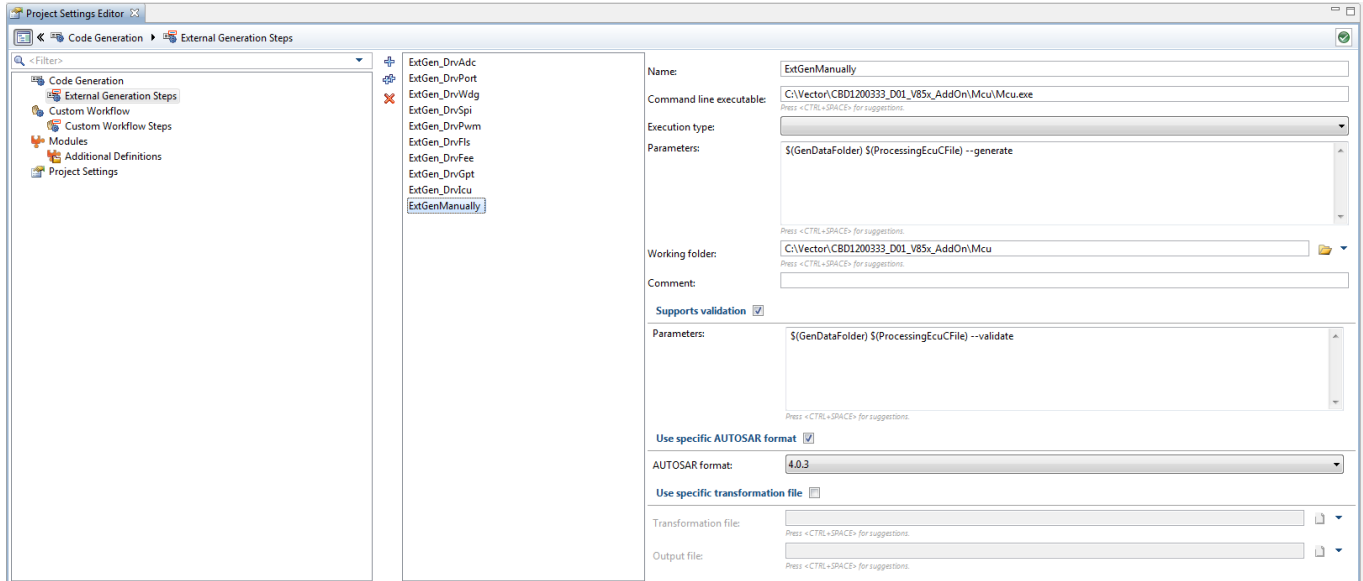 Project Settings Editor
Code Generation External Generation Steps
<Filter>
Code Generation
External Generation Steps
Custom Workflow
Custom Workflow Steps
Modules
Additional Definitions
Project Settings
ExtGen_DrvAdc
ExtGen_DrvPort
ExtGen_DrvWdg
ExtGen_DrvSpi
ExtGen_DrvPwm
ExtGen_DrvFls
ExtGen_DrvFee
ExtGen_DrvGpt
ExtGen_DrvIcu
ExtGenManually
Name: ExtGenManually
Command line executable: C:\Vector\CBD1200333_D01_V85x_AddOn\Mcu\Mcu.exe
Press <CTRL+SPACE> for suggestions.
Execution type:
Parameters: $(GenDataFolder) $(ProcessingEcuCFile) --generate
Press <CTRL+SPACE> for suggestions.
Working folder: C:\Vector\CBD1200333_D01_V85x_AddOn\Mcu
Press <CTRL+SPACE> for suggestions.
Comment:
Supports validation
Parameters: $(GenDataFolder) $(ProcessingEcuCFile) --validate
Press <CTRL+SPACE> for suggestions.
Use specific AUTOSAR format
AUTOSAR format: 4.0.3
Use specific transformation file
Transformation file:
Press <CTRL+SPACE> for suggestions.
Output file:
Press <CTRL+SPACE> for suggestions.